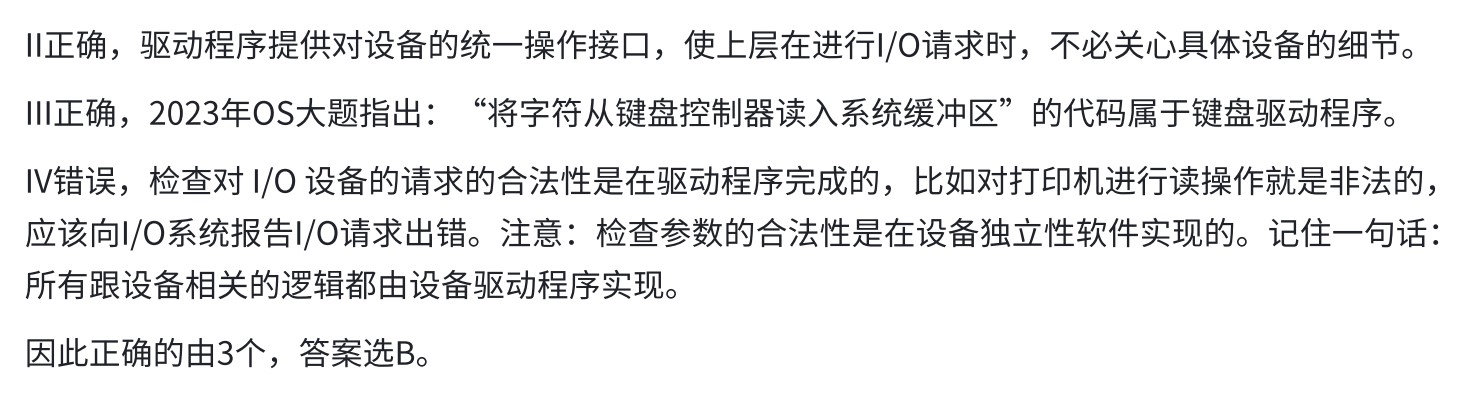 II正确，驱动程序提供对设备的统一操作接口，使上层在进行I/O请求时，不必关心具体设备的细节。
III正确，2023年OS大题指出：“将字符从键盘控制器读入系统缓冲区”的代码属于键盘驱动程序。
IV错误，检查对 I/O 设备的请求的合法性是在驱动程序完成的，比如对打印机进行读操作就是非法的，
应该向I/O系统报告I/O请求出错。注意：检查参数的合法性是在设备独立性软件实现的。记住一句话：
所有跟设备相关的逻辑都由设备驱动程序实现。
因此正确的由3个，答案选B。